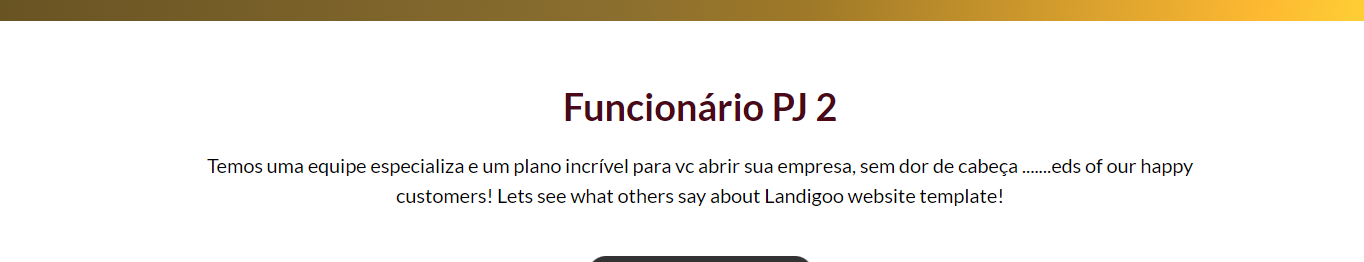 Funcionário PJ 2
Temos uma equipe especializa e um plano incrível para vc abrir sua empresa, sem dor de cabeça .......eds of our happy
customers! Lets see what others say about Landigoo website template!